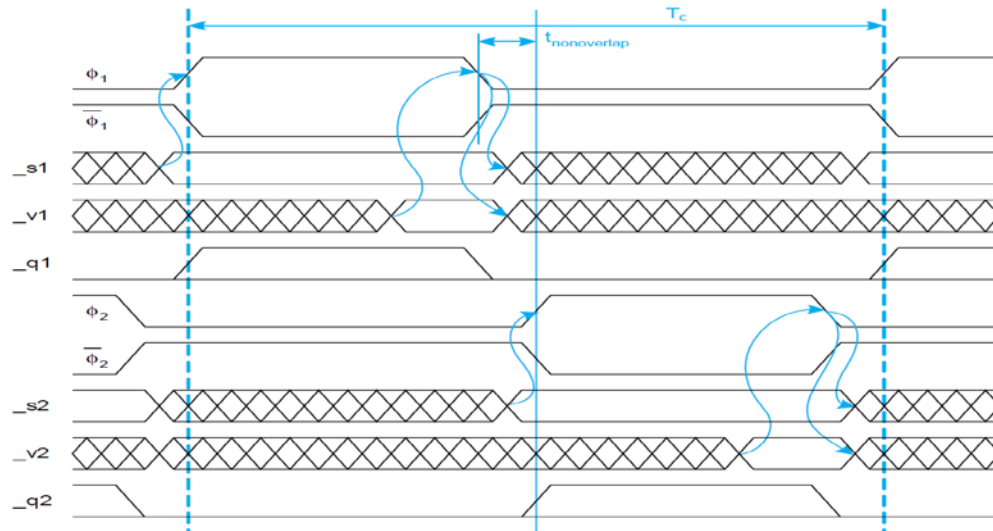 T_c
t_nonoverlap
ϕ₁
ϕ̅₁
_s1
_v1
_q1
ϕ₂
ϕ̅₂
_s2
_v2
_q2